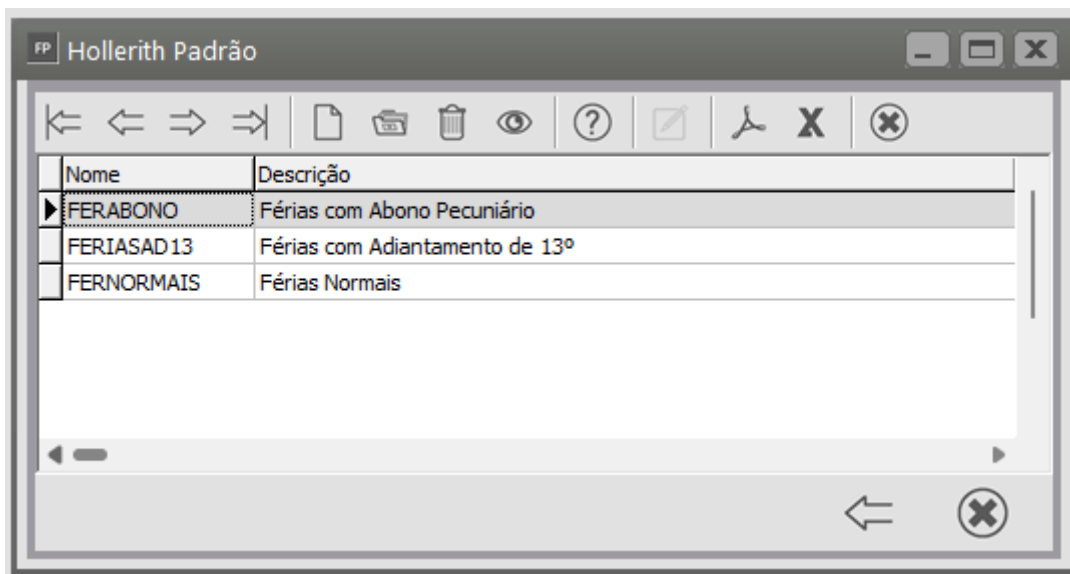 FP Hollerith Padrão
Nome Descrição
FERABONO Férias com Abono Pecuniário
FERIASAD13 Férias com Adiantamento de 13º
FERNORMAIS Férias Normais